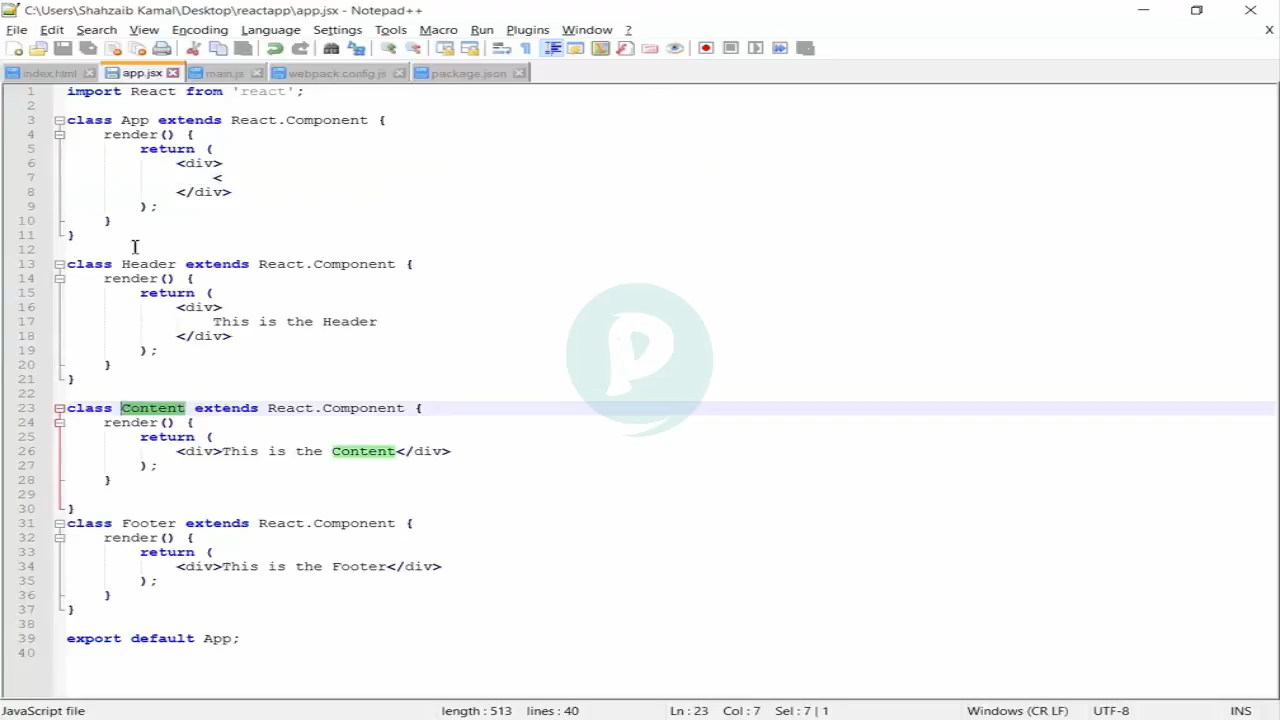 C:\Users\Shahzaib Kamal\Desktop\reactapp\app.jsx - Notepad++
File Edit Search View Encoding Language Settings Tools Macro Run Plugins Window ? X
index.html app.jsx main.js webpack.config.js package.json
1 import React from 'react';
2
3 class App extends React.Component {
4 render() {
5 return (
6 <div>
7 <
8 </div>
9 );
10 }
11 }
12
13 class Header extends React.Component {
14 render() {
15 return (
16 <div>
17 This is the Header
18 </div>
19 );
20 }
21 }
22
23 class Content extends React.Component {
24 render() {
25 return (
26 <div>This is the Content</div>
27 );
28 }
29
30 }
31 class Footer extends React.Component {
32 render() {
33 return (
34 <div>This is the Footer</div>
35 );
36 }
37 }
38
39 export default App;
40
P
JavaScript file length : 513 lines : 40 Ln : 23 Col : 7 Sel : 7 | 1 Windows (CR LF) UTF-8 INS